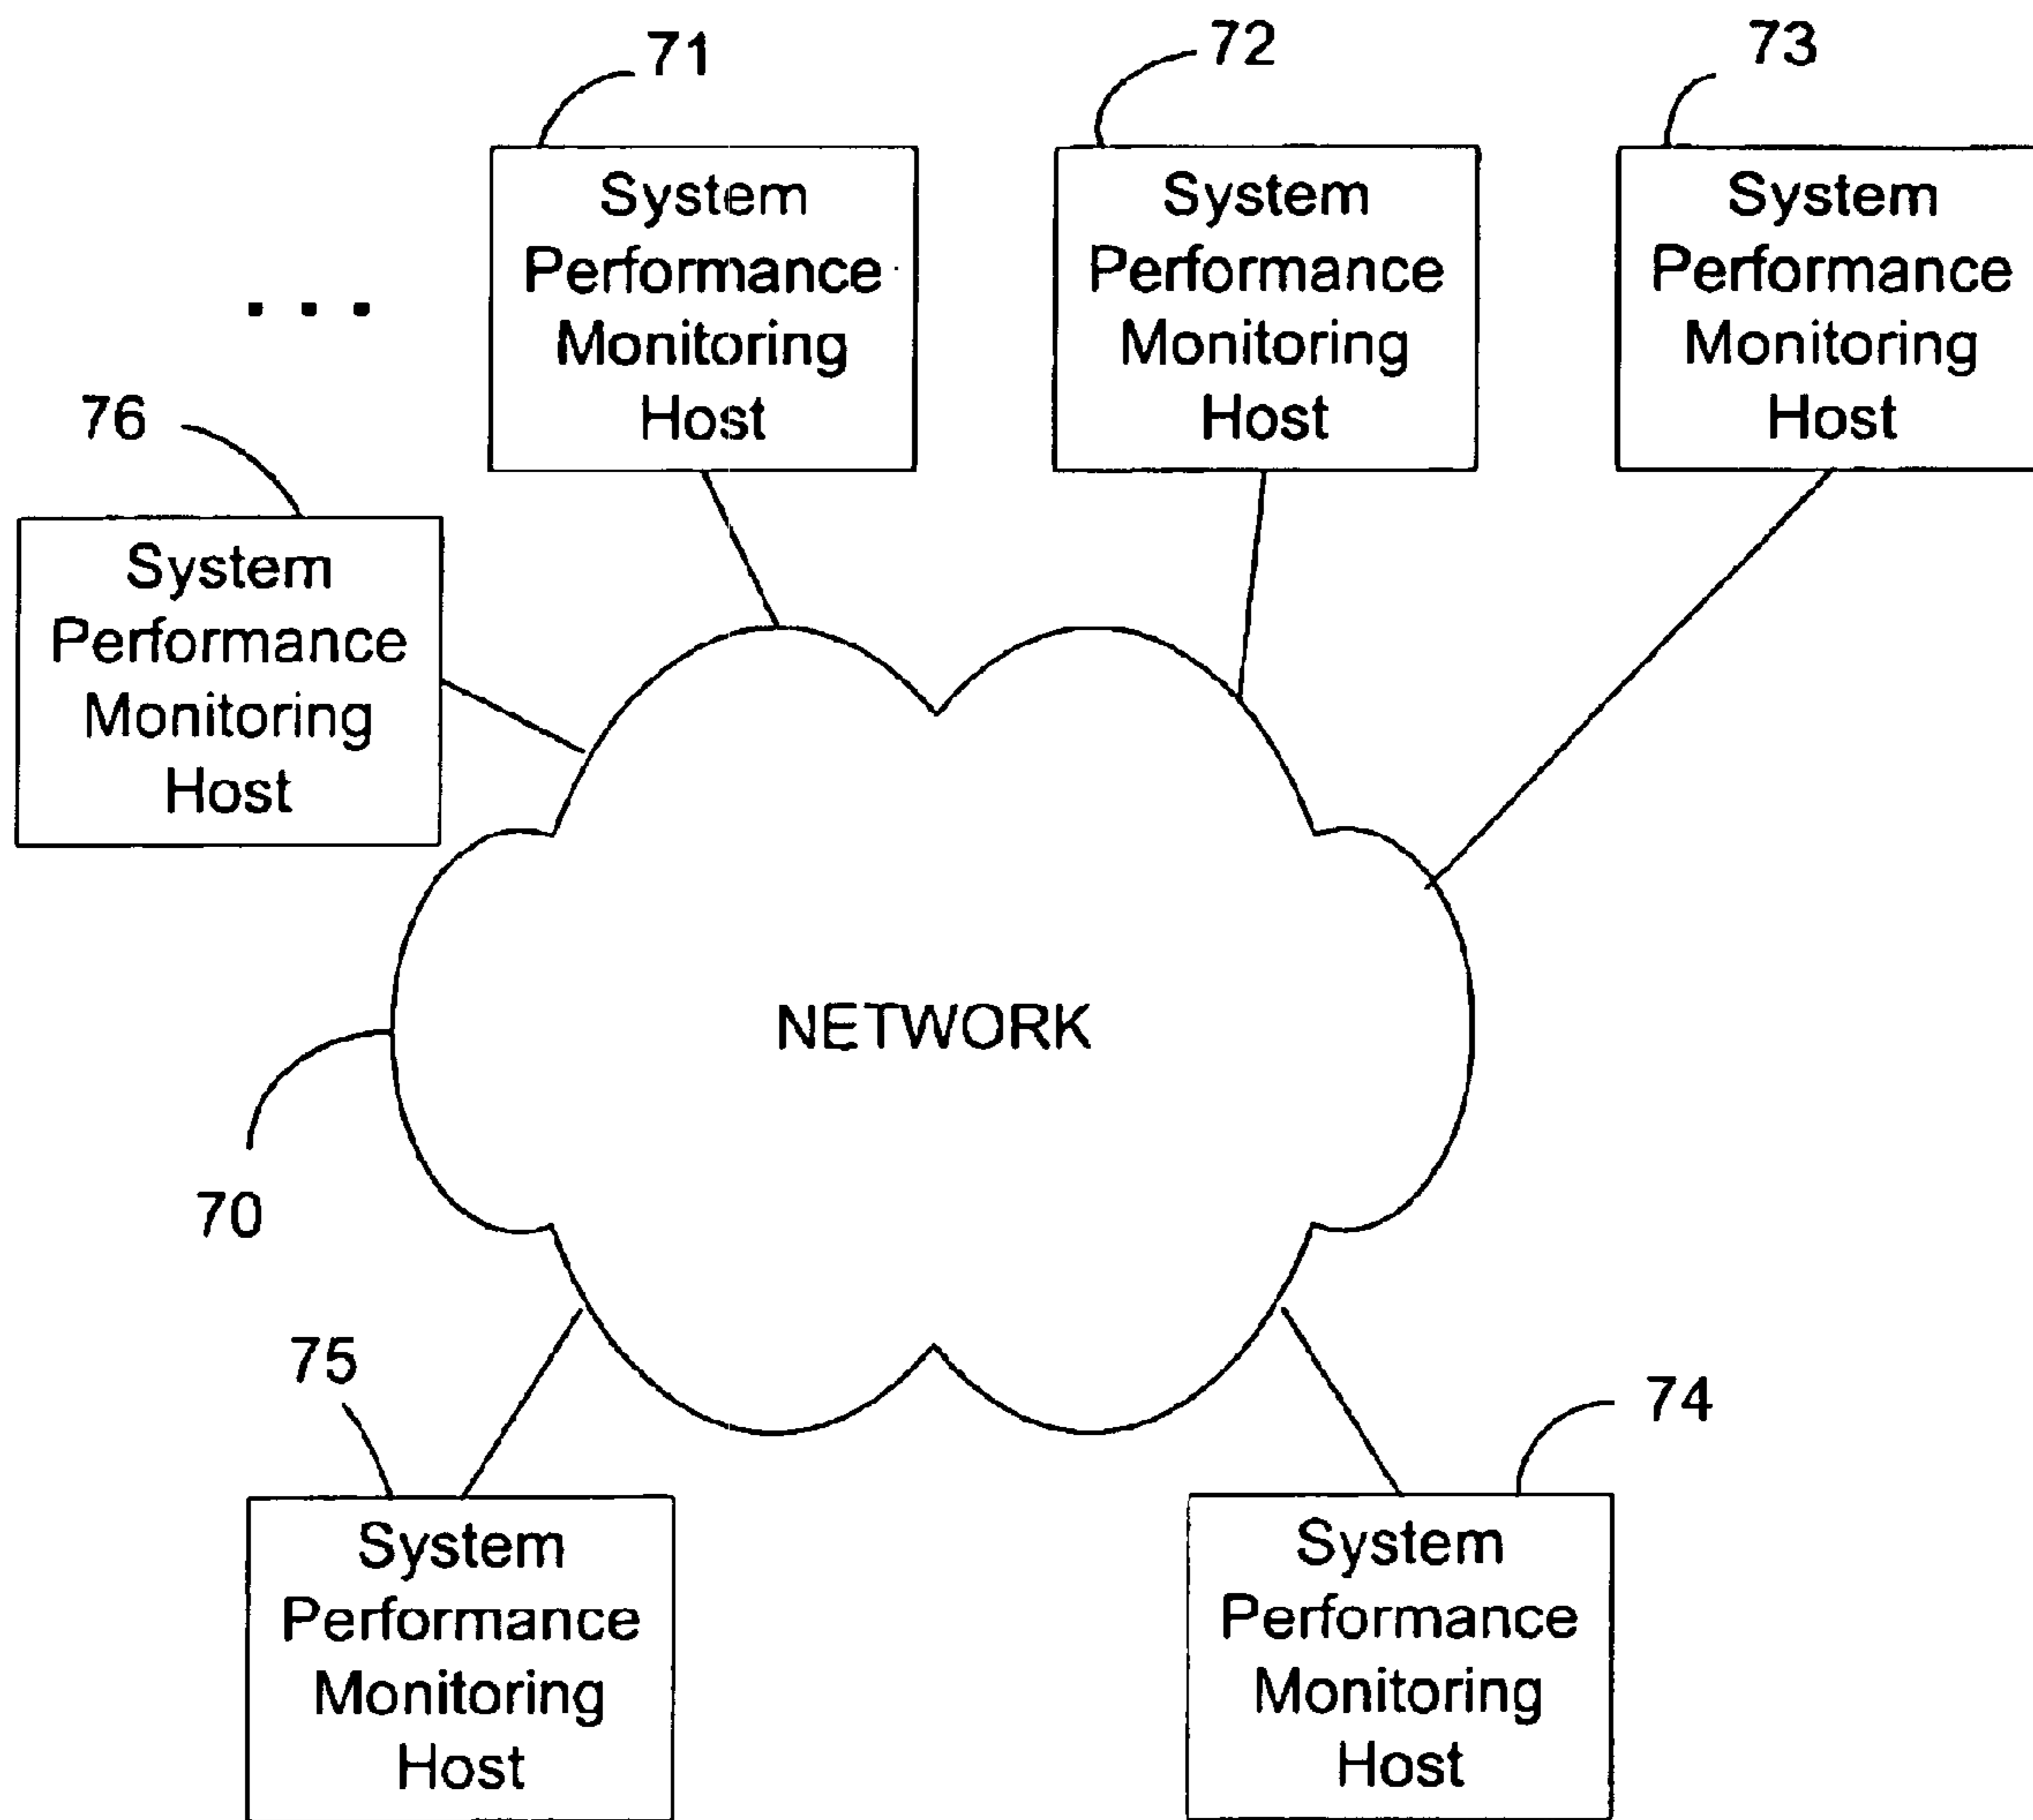 71
72
73
System
Performance
Monitoring
Host
System
Performance
Monitoring
Host
System
Performance
Monitoring
Host
. . .
76
System
Performance
Monitoring
Host
NETWORK
70
75
74
System
Performance
Monitoring
Host
System
Performance
Monitoring
Host